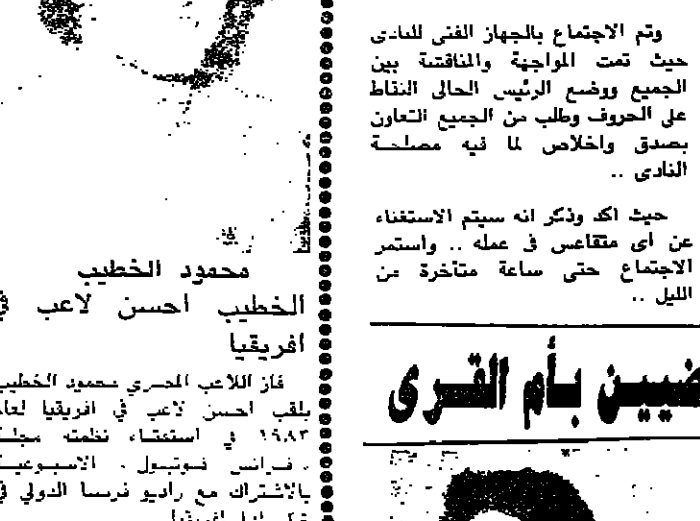 وتم الاجتماع بالجهاز الفنى للنادى
حيث تمت المواجهة والمناقشة بين
الجميع ووضع الرئيس الحالى النقاط
على الحروف وطلب من الجميع التعاون
بصدق واخلاص لما فيه مصلحة
النادى ..
حيث اكد وذكر انه سيتم الاستغناء
عن اى متقاعس فى عمله .. واستمر
الاجتماع حتى ساعة متأخرة من
الليل ..
بأم القرى
محمود الخطيب
الخطيب احسن لاعب في
افريقيا
فاز اللاعب المصري محمود الخطيب
بلقب احسن لاعب في افريقيا لعام
١٩٨٣ في استفتاء نظمته مجلة
، فرانس فوتبول ، الاسبوعية
بالاشتراك مع راديو فرنسا الدولي في